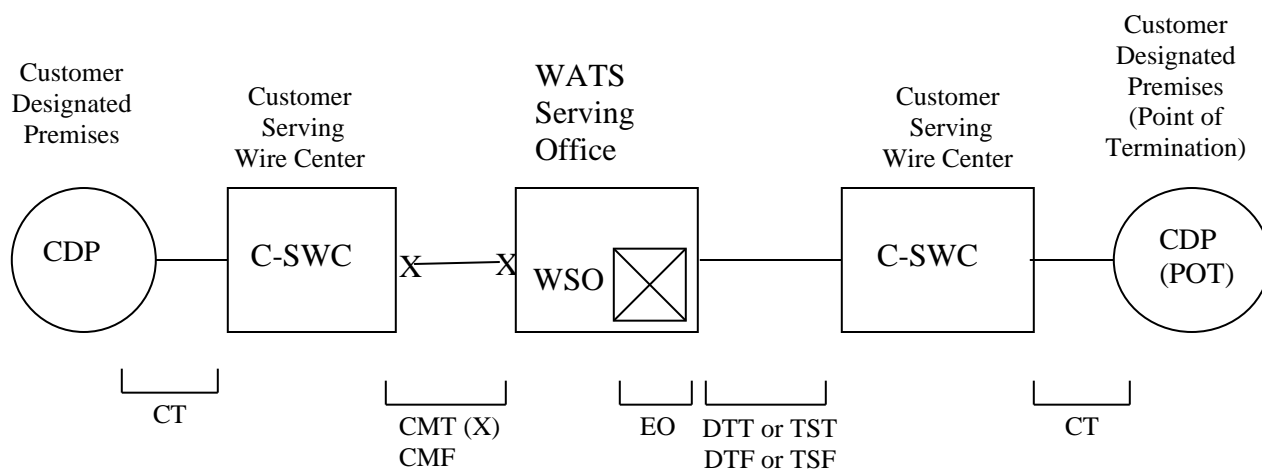 Customer
Designated
Premises
Customer
Serving
Wire Center
WATS
Serving
Office
Customer
Serving
Wire Center
Customer
Designated
Premises
(Point of
Termination)
CDP
C-SWC
X
X
WSO
C-SWC
CDP
(POT)
CT
CMT (X)
CMF
EO
DTT or TST
DTF or TSF
CT